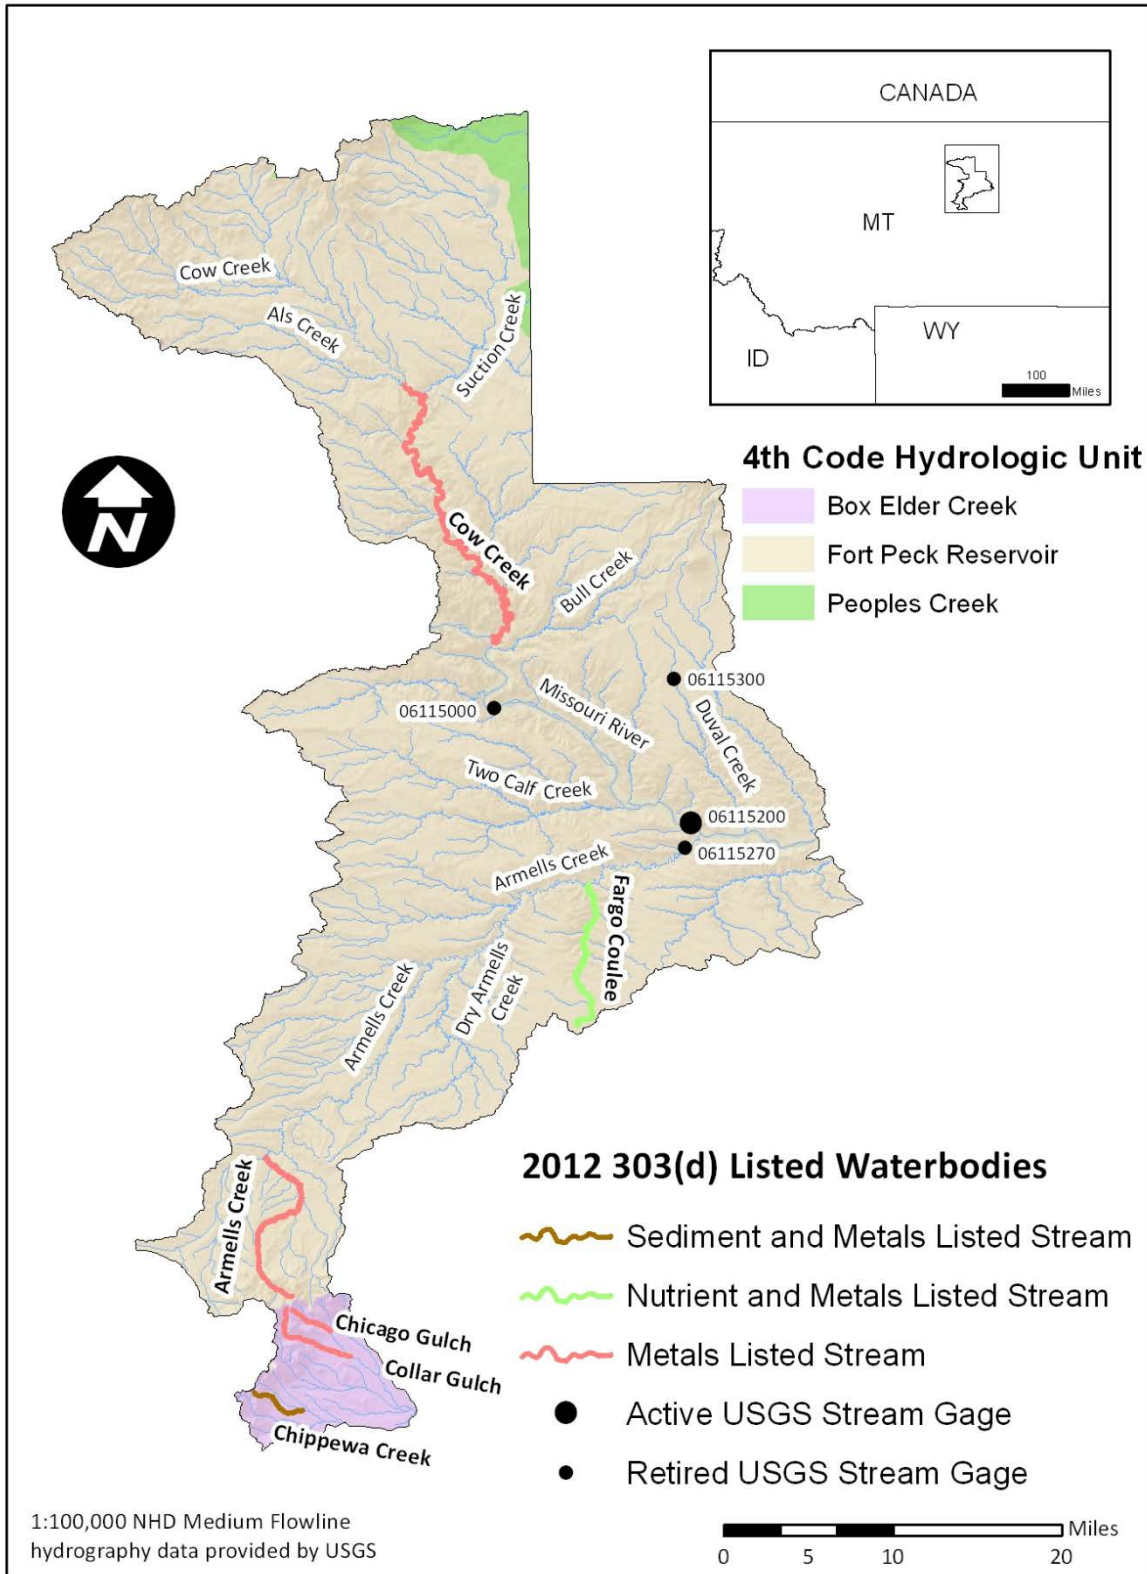 CANADA
MT
WY
ID
100
Miles
4th Code Hydrologic Unit
Box Elder Creek
Fort Peck Reservoir
Peoples Creek
N
Cow Creek
Als Creek
Suction Creek
Cow Creek
Bull Creek
06115300
06115000
Missouri River
Duval Creek
Two Calf Creek
06115200
06115270
Armells Creek
Fargo Coulee
Dry Armells
Creek
Armells Creek
Armells Creek
Chicago Gulch
Collar Gulch
Chippewa Creek
2012 303(d) Listed Waterbodies
Sediment and Metals Listed Stream
Nutrient and Metals Listed Stream
Metals Listed Stream
Active USGS Stream Gage
Retired USGS Stream Gage
1:100,000 NHD Medium Flowline
hydrography data provided by USGS
Miles
0 5 10 20